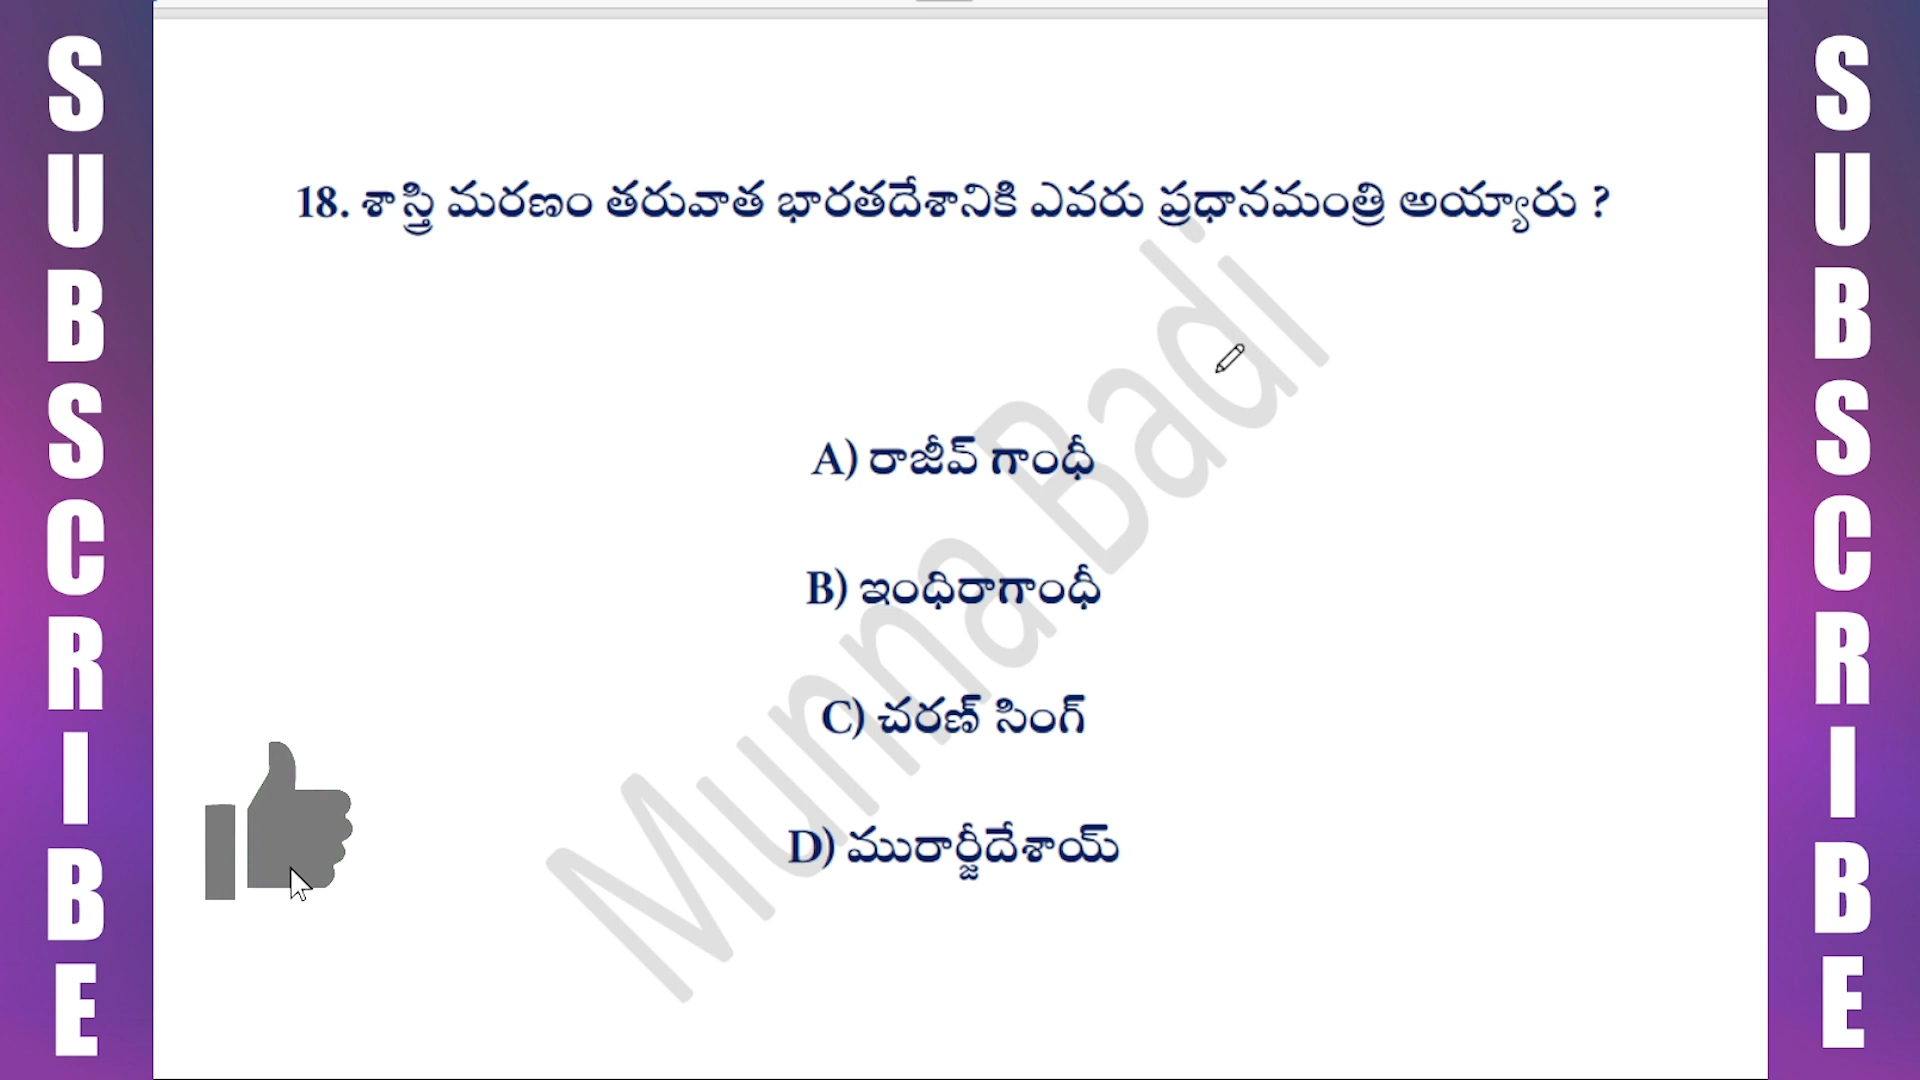 SUBSCRIBE
18. శాస్త్రి మరణం తరువాత భారతదేశానికి ఎవరు ప్రధానమంత్రి అయ్యారు ?
A) రాజీవ్ గాంధీ
B) ఇంధిరాగాంధీ
C) చరణ్ సింగ్
D) మురార్జీదేశాయ్
Munna Badi
SUBSCRIBE